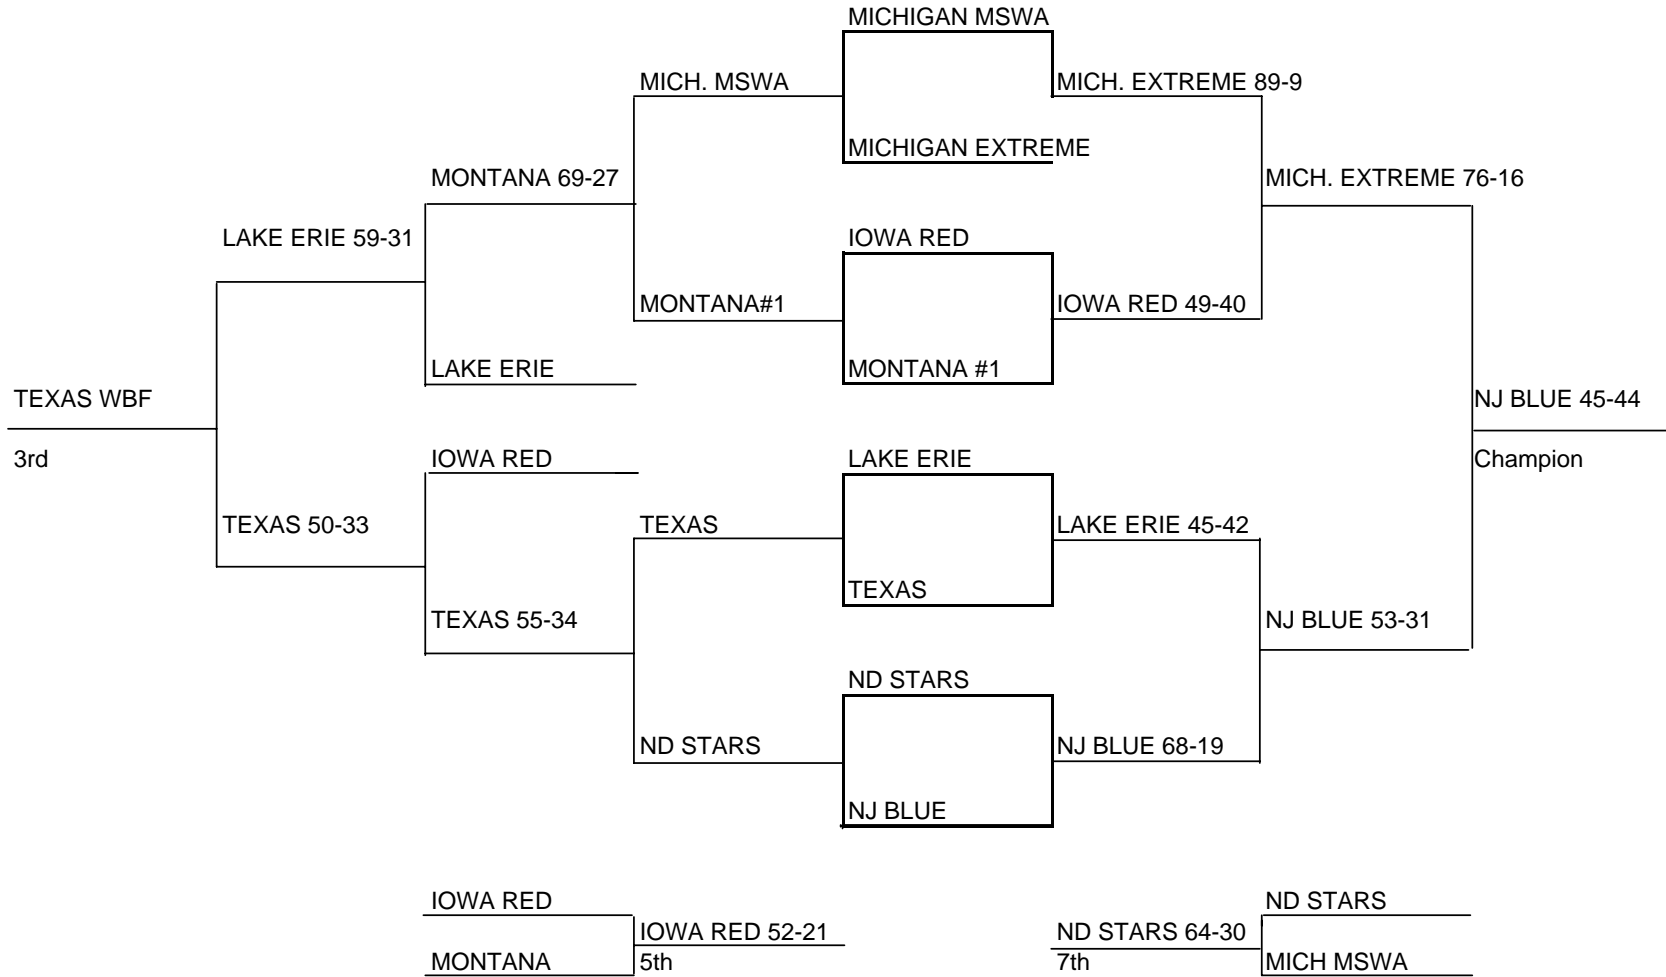 MICHIGAN MSWA
MICH. MSWA
MICH. EXTREME 89-9
MICHIGAN EXTREME
MONTANA 69-27
MICH. EXTREME 76-16
LAKE ERIE 59-31
IOWA RED
MONTANA#1
IOWA RED 49-40
LAKE ERIE
MONTANA #1
TEXAS WBF
NJ BLUE 45-44
3rd
IOWA RED
LAKE ERIE
Champion
TEXAS 50-33
TEXAS
LAKE ERIE 45-42
TEXAS
TEXAS 55-34
NJ BLUE 53-31
ND STARS
ND STARS
NJ BLUE 68-19
NJ BLUE
IOWA RED
ND STARS
IOWA RED 52-21
ND STARS 64-30
MONTANA
5th
7th
MICH MSWA